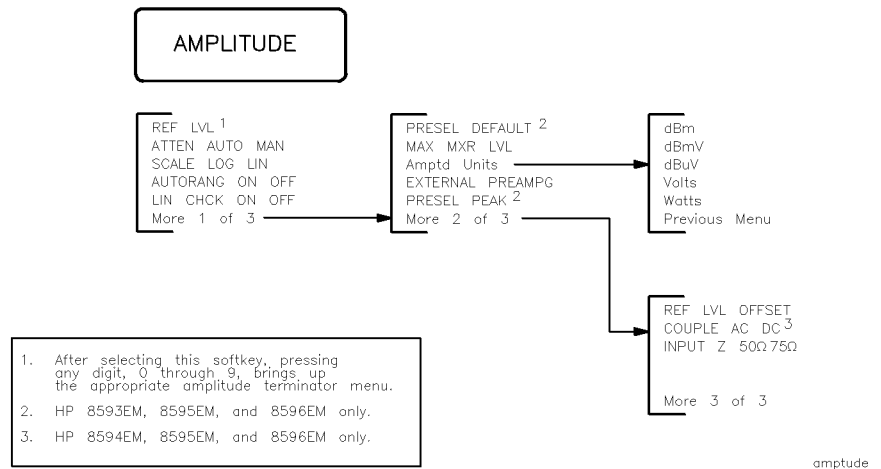 AMPLITUDE
REF LVL 1
ATTEN AUTO MAN
SCALE LOG LIN
AUTORANG ON OFF
LIN CHCK ON OFF
More 1 of 3
PRESEL DEFAULT 2
MAX MXR LVL
Amptd Units
EXTERNAL PREAMPG
PRESEL PEAK 2
More 2 of 3
dBm
dBmV
dBuV
Volts
Watts
Previous Menu
REF LVL OFFSET
COUPLE AC DC 3
INPUT Z 50Ω 75Ω
More 3 of 3
1. After selecting this softkey, pressing
any digit, 0 through 9, brings up
the appropriate amplitude terminator menu.
2. HP 8593EM, 8595EM, and 8596EM only.
3. HP 8594EM, 8595EM, and 8596EM only.
amptude